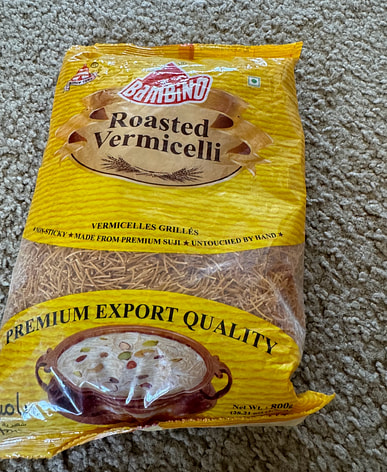 BAMBINO
Roasted
Vermicelli
VERMICELLES GRILLÉS
NON-STICKY ★ MADE FROM PREMIUM SUJI ★ UNTOUCHED BY HAND ★
PREMIUM EXPORT QUALITY
Net Wt. : 800g